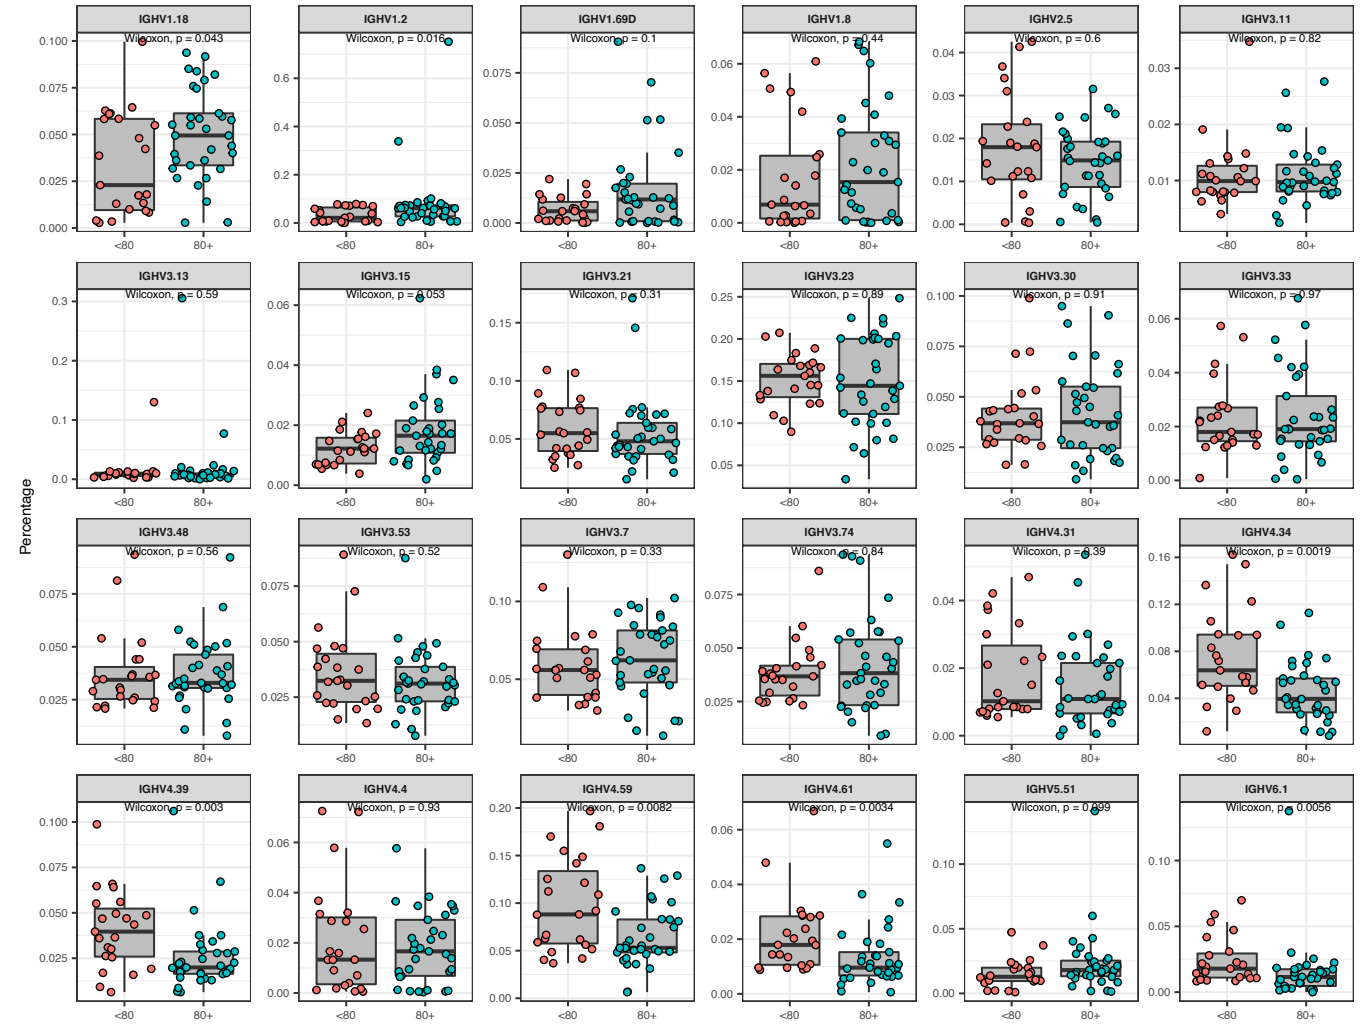 IGHV1.18 IGHV1.2 IGHV1.69D IGHV1.8 IGHV2.5 IGHV3.11
Wilcoxon, p = 0.043 Wilcoxon, p = 0.016 Wilcoxon, p = 0.1 Wilcoxon, p = 0.44 Wilcoxon, p = 0.6 Wilcoxon, p = 0.82
0.100 0.075 0.050 0.025 0.000
0.6 0.4 0.2 0.0
0.075 0.050 0.025 0.000
0.06 0.04 0.02 0.00
0.04 0.03 0.02 0.01 0.00
0.03 0.02 0.01
<80 80+ <80 80+ <80 80+ <80 80+ <80 80+ <80 80+
IGHV3.13 IGHV3.15 IGHV3.21 IGHV3.23 IGHV3.30 IGHV3.33
Wilcoxon, p = 0.59 Wilcoxon, p = 0.053 Wilcoxon, p = 0.31 Wilcoxon, p = 0.89 Wilcoxon, p = 0.91 Wilcoxon, p = 0.97
0.3 0.2 0.1 0.0
0.06 0.04 0.02 0.00
0.15 0.10 0.05
0.25 0.20 0.15 0.10 0.05
0.100 0.075 0.050 0.025
0.06 0.04 0.02 0.00
<80 80+ <80 80+ <80 80+ <80 80+ <80 80+ <80 80+
Percentage
IGHV3.48 IGHV3.53 IGHV3.7 IGHV3.74 IGHV4.31 IGHV4.34
Wilcoxon, p = 0.56 Wilcoxon, p = 0.52 Wilcoxon, p = 0.33 Wilcoxon, p = 0.84 Wilcoxon, p = 0.39 Wilcoxon, p = 0.0019
0.075 0.050 0.025
0.075 0.050 0.025
0.10 0.05
0.075 0.050 0.025
0.04 0.02 0.00
0.16 0.12 0.08 0.04
<80 80+ <80 80+ <80 80+ <80 80+ <80 80+ <80 80+
IGHV4.39 IGHV4.4 IGHV4.59 IGHV4.61 IGHV5.51 IGHV6.1
Wilcoxon, p = 0.003 Wilcoxon, p = 0.93 Wilcoxon, p = 0.0082 Wilcoxon, p = 0.0034 Wilcoxon, p = 0.099 Wilcoxon, p = 0.0056
0.100 0.075 0.050 0.025
0.06 0.04 0.02 0.00
0.20 0.15 0.10 0.05 0.00
0.06 0.04 0.02 0.00
0.10 0.05 0.00
0.10 0.05 0.00
<80 80+ <80 80+ <80 80+ <80 80+ <80 80+ <80 80+